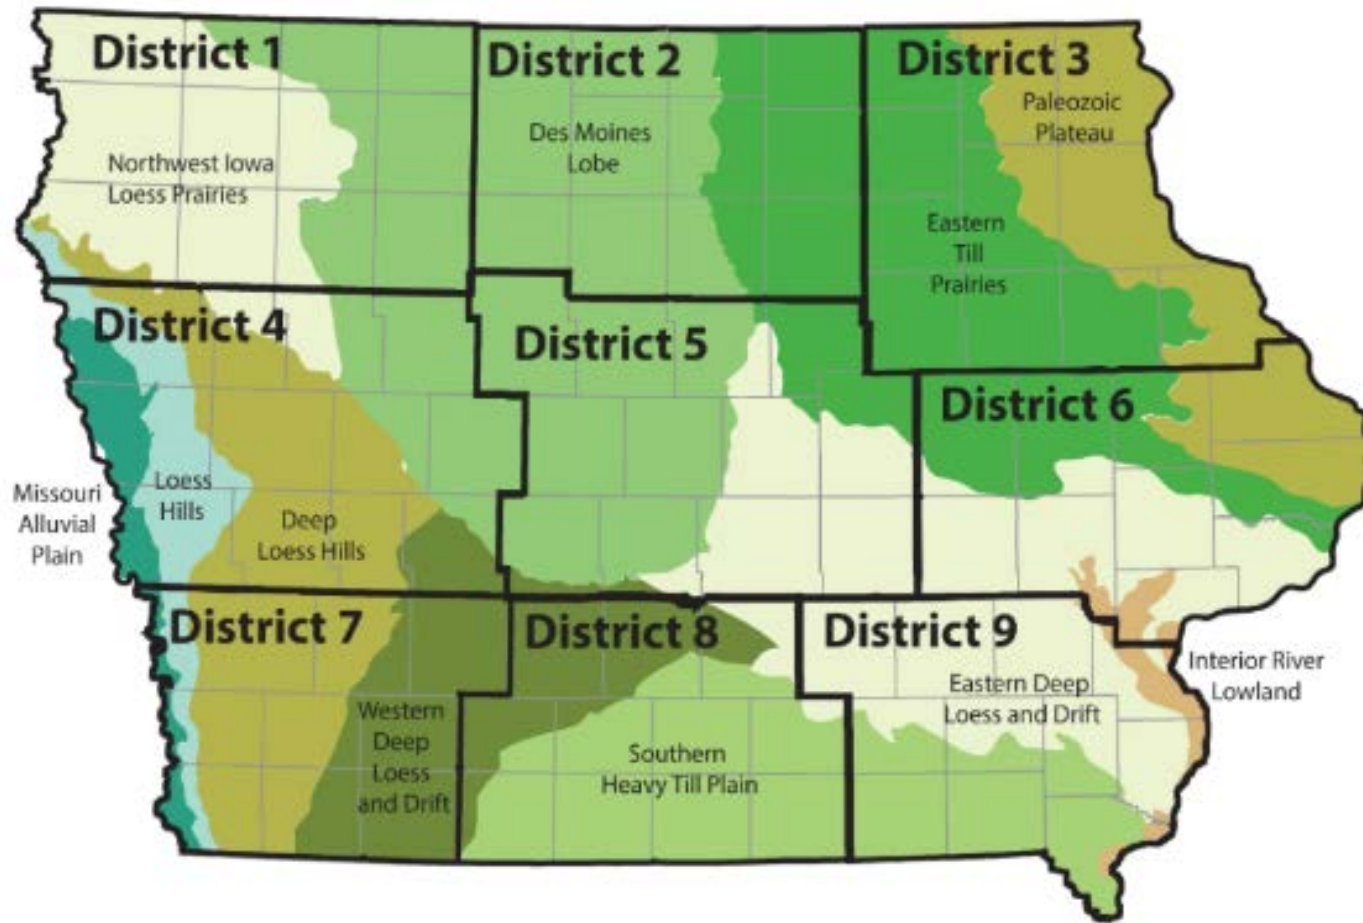 District 1
District 2
District 3
Paleozoic
Plateau
Des Moines
Lobe
Northwest Iowa
Loess Prairies
Eastern
Till
Prairies
District 4
District 5
District 6
Missouri
Alluvial
Plain
Loess
Hills
Deep
Loess Hills
District 7
District 8
District 9
Interior River
Lowland
Eastern Deep
Loess and Drift
Western
Deep
Loess
and Drift
Southern
Heavy Till Plain